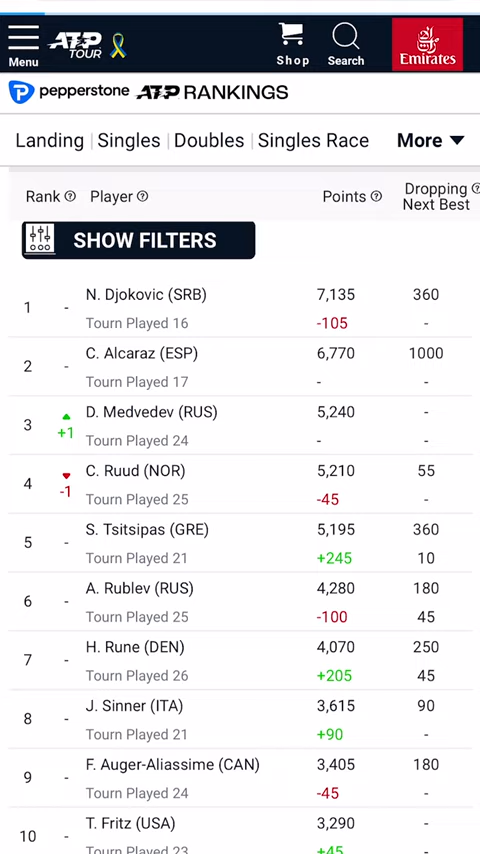 Menu
ATP TOUR
Shop
Search
Emirates
pepperstone ATP RANKINGS
Landing | Singles | Doubles | Singles Race More
Rank ? Player ? Points ? Dropping ?
Next Best
SHOW FILTERS
1 - N. Djokovic (SRB) 7,135 360
Tourn Played 16 -105 -
2 - C. Alcaraz (ESP) 6,770 1000
Tourn Played 17 - -
3 +1 D. Medvedev (RUS) 5,240 -
Tourn Played 24 - -
4 -1 C. Ruud (NOR) 5,210 55
Tourn Played 25 -45 -
5 - S. Tsitsipas (GRE) 5,195 360
Tourn Played 21 +245 10
6 - A. Rublev (RUS) 4,280 180
Tourn Played 25 -100 45
7 - H. Rune (DEN) 4,070 250
Tourn Played 26 +205 45
8 - J. Sinner (ITA) 3,615 90
Tourn Played 21 +90 -
9 - F. Auger-Aliassime (CAN) 3,405 180
Tourn Played 24 -45 -
10 - T. Fritz (USA) 3,290 -
Tourn Played 23 +45 -